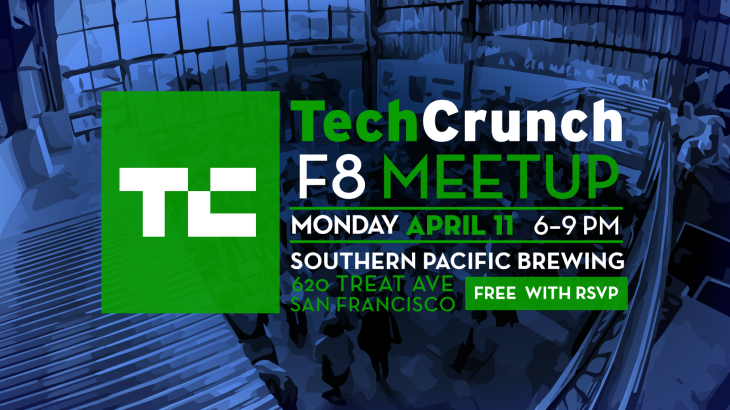 TC
TechCrunch
F8 MEETUP
MONDAY APRIL 11 6–9 PM
SOUTHERN PACIFIC BREWING
620 TREAT AVE
SAN FRANCISCO
FREE WITH RSVP